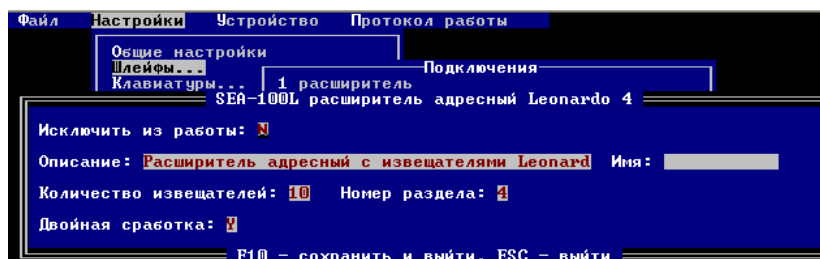 Файл Настройки Устройство Протокол работы
Общие настройки
Шлейфы... Подключения
Клавиатуры... 1 расширитель
SEA-100L расширитель адресный Leonardo 4
Исключить из работы: N
Описание: Расширитель адресный с извещателями Leonard Имя:
Количество извещателей: 10 Номер раздела: 4
Двойная сработка: Y
F10 - сохранить и выйти, ESC - выйти